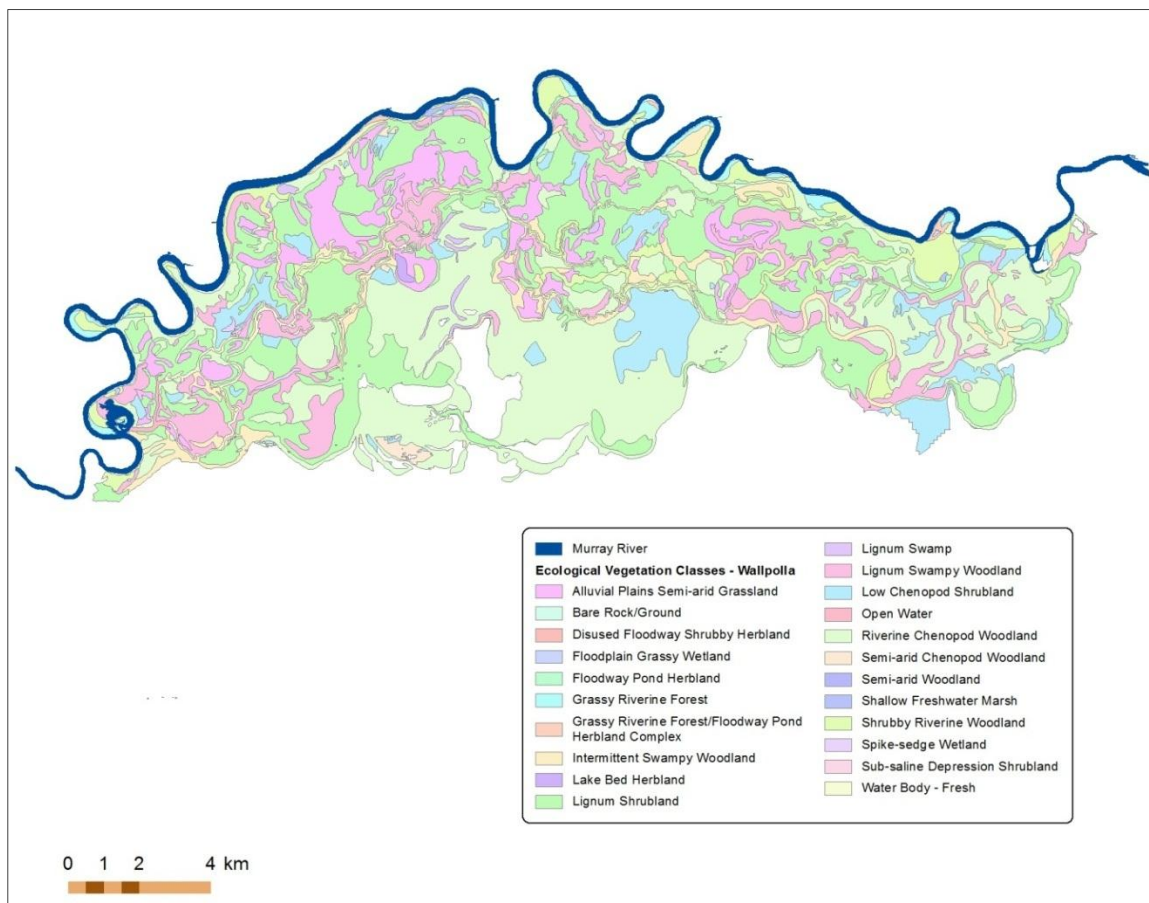 Murray River
Ecological Vegetation Classes - Wallpolla
Alluvial Plains Semi-arid Grassland
Bare Rock/Ground
Disused Floodway Shrubby Herbland
Floodplain Grassy Wetland
Floodway Pond Herbland
Grassy Riverine Forest
Grassy Riverine Forest/Floodway Pond
Herbland Complex
Intermittent Swampy Woodland
Lake Bed Herbland
Lignum Shrubland
Lignum Swamp
Lignum Swampy Woodland
Low Chenopod Shrubland
Open Water
Riverine Chenopod Woodland
Semi-arid Chenopod Woodland
Semi-arid Woodland
Shallow Freshwater Marsh
Shrubby Riverine Woodland
Spike-sedge Wetland
Sub-saline Depression Shrubland
Water Body - Fresh
0 1 2 4 km